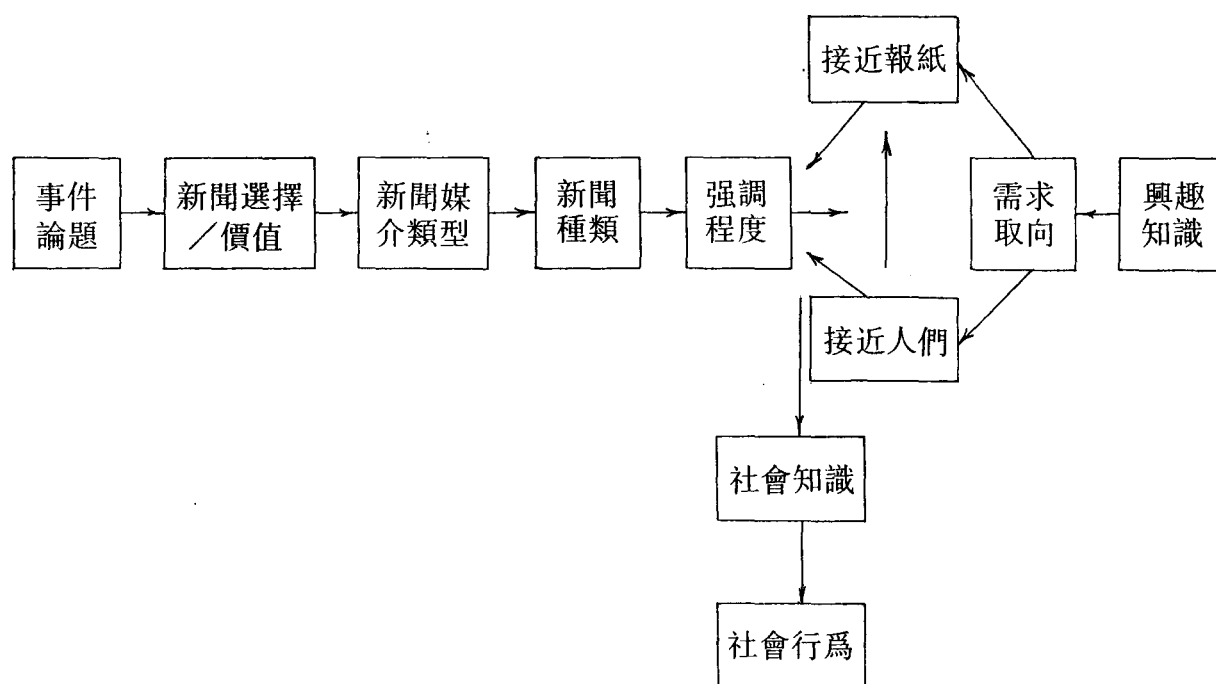 接近報紙
事件
論題
新聞選擇
／價值
新聞媒
介類型
新聞
種類
强調
程度
需求
取向
興趣
知識
接近人們
社會知識
社會行爲